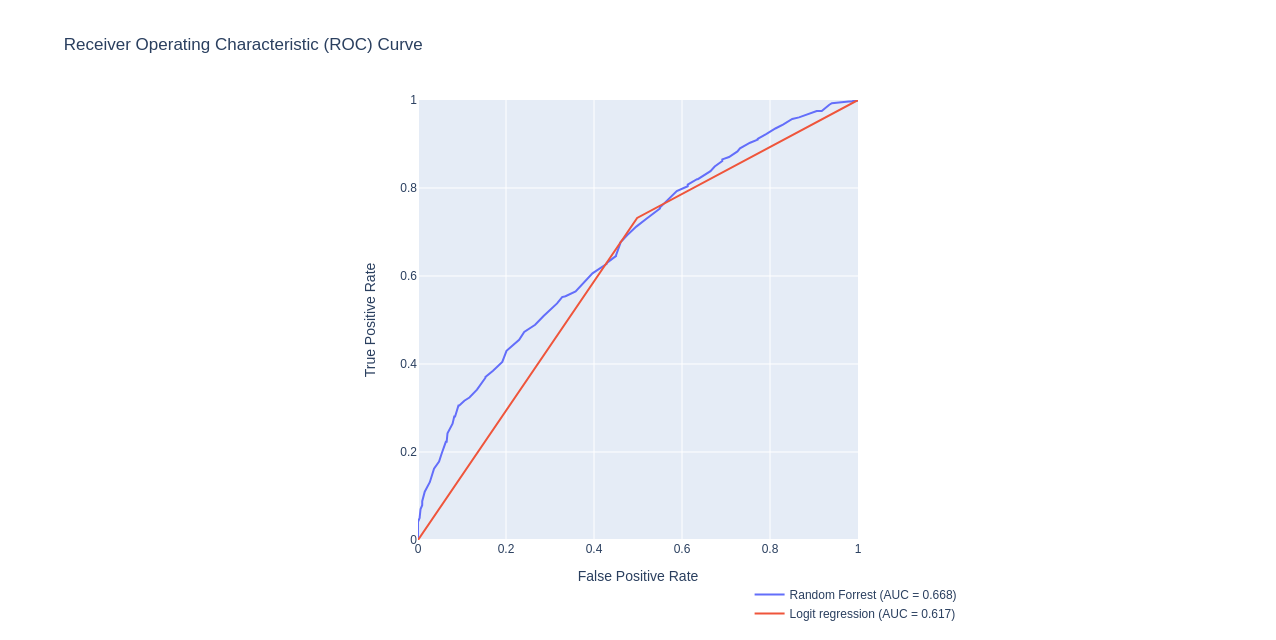 Receiver Operating Characteristic (ROC) Curve
1
0.8
0.6
0.4
0.2
0
True Positive Rate
0
0.2
0.4
0.6
0.8
1
False Positive Rate
Random Forrest (AUC = 0.668)
Logit regression (AUC = 0.617)